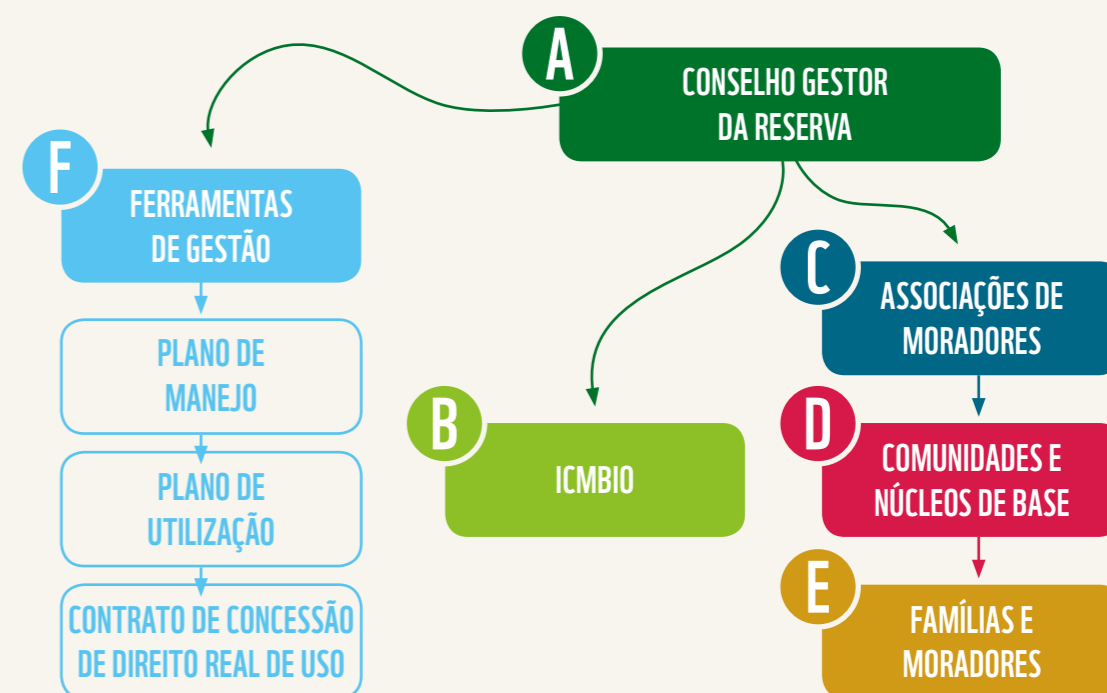 A
CONSELHO GESTOR
DA RESERVA
F
FERRAMENTAS
DE GESTÃO
PLANO DE
MANEJO
PLANO DE
UTILIZAÇÃO
CONTRATO DE CONCESSÃO
DE DIREITO REAL DE USO
B
ICMBIO
C
ASSOCIAÇÕES DE
MORADORES
D
COMUNIDADES E
NÚCLEOS DE BASE
E
FAMÍLIAS E
MORADORES